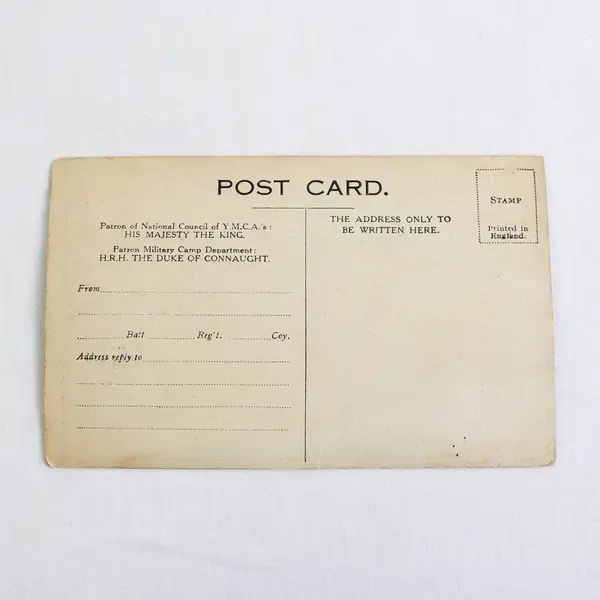 POST CARD.
Patron of National Council of Y.M.C.A.'s:
HIS MAJESTY THE KING.
Patron Military Camp Department:
H.R.H. THE DUKE OF CONNAUGHT.
From
Batt Reg't. Coy.
Address reply to
THE ADDRESS ONLY TO
BE WRITTEN HERE.
STAMP
Printed in
England.